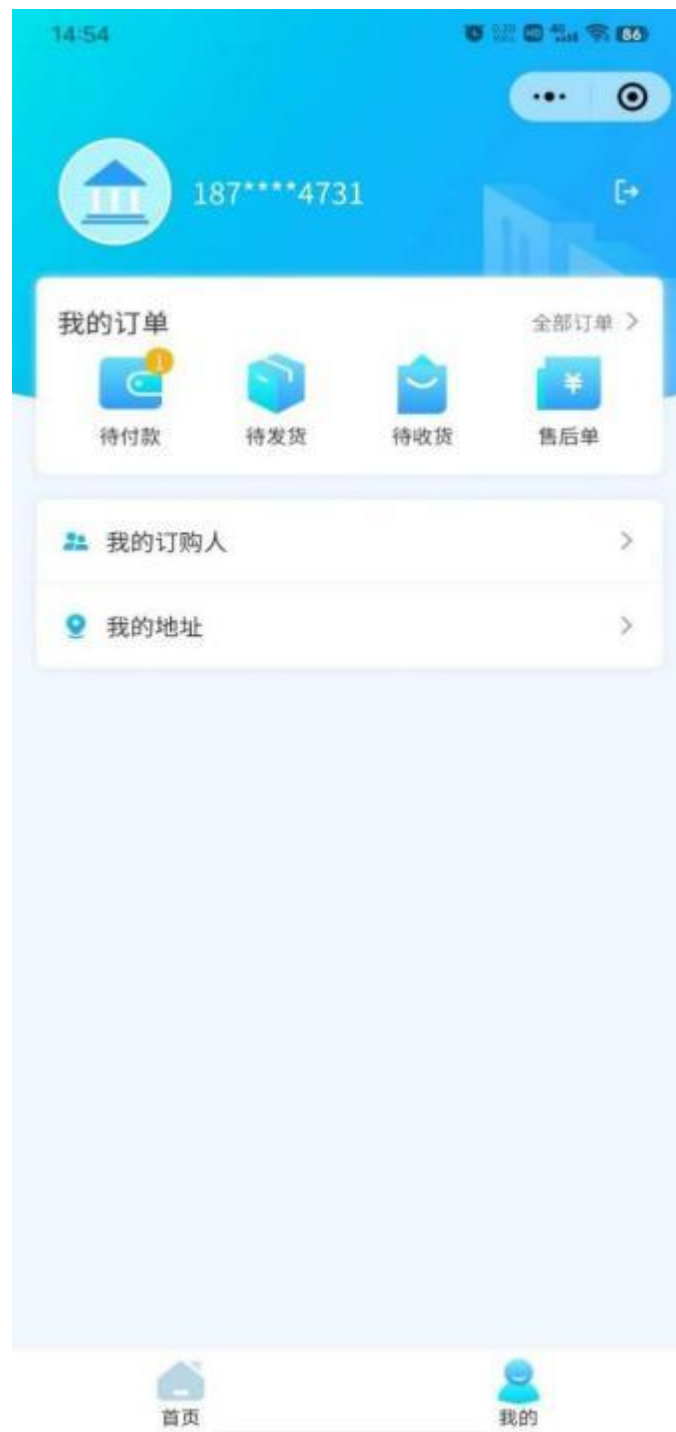 14:54
86
187****4731
我的订单
全部订单
1
¥
待付款
待发货
待收货
售后单
我的订购人
我的地址
首页
我的